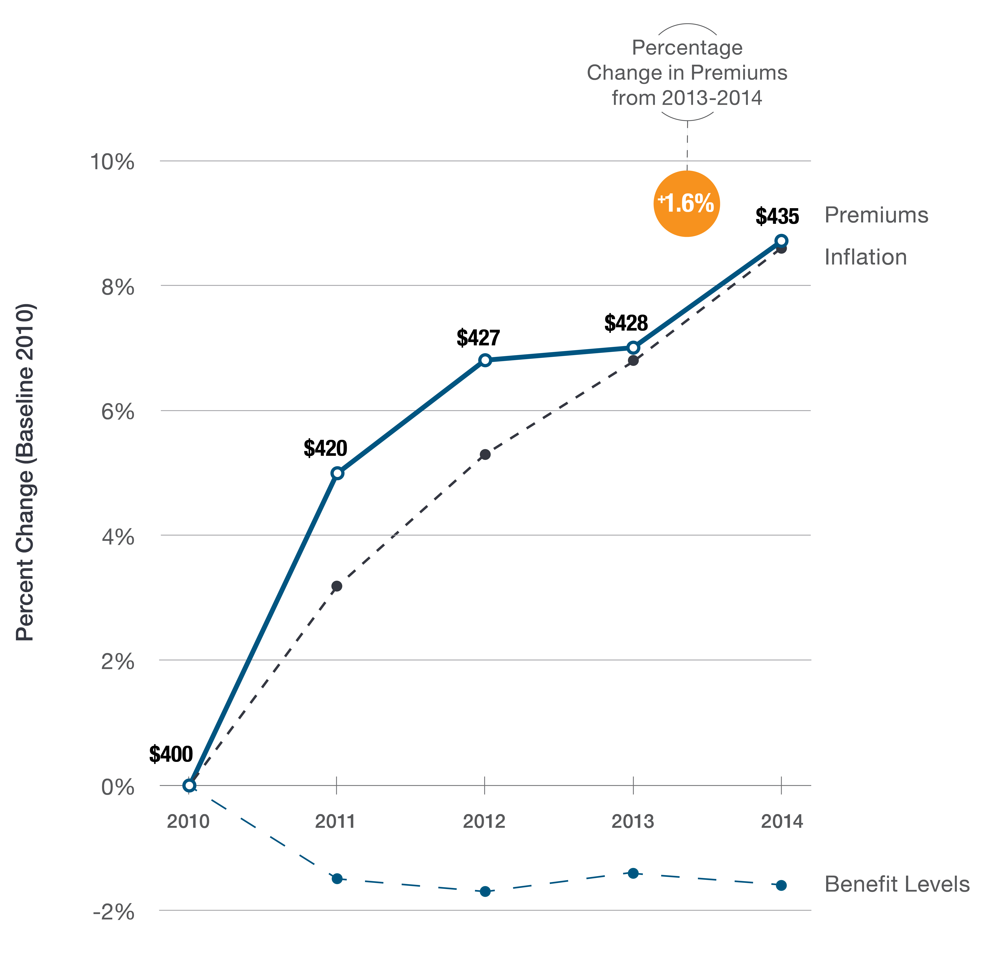 Percentage
Change in Premiums
from 2013-2014
10%
+1.6%
$435
Premiums
Inflation
8%
$428
$427
6%
$420
Percent Change (Baseline 2010)
4%
2%
$400
0%
2010
2011
2012
2013
2014
Benefit Levels
-2%